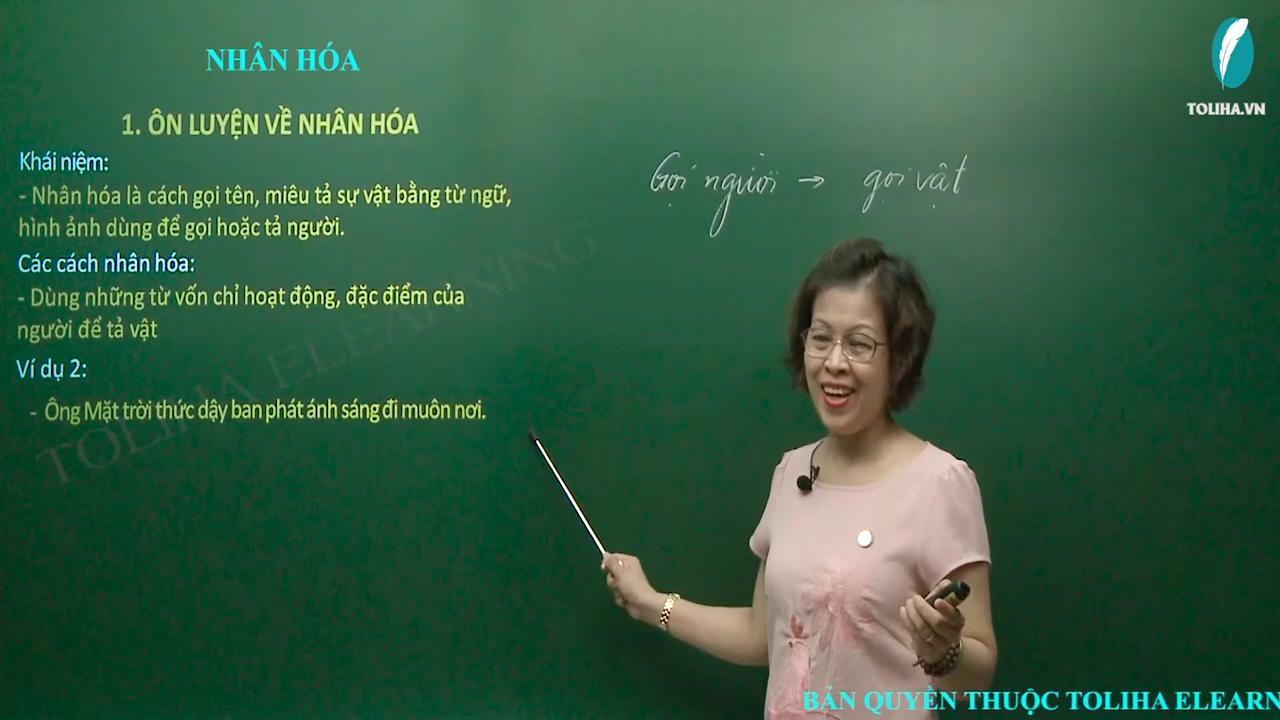 NHÂN HÓA
1. ÔN LUYỆN VỀ NHÂN HÓA
Khái niệm:
- Nhân hóa là cách gọi tên, miêu tả sự vật bằng từ ngữ,
hình ảnh dùng để gọi hoặc tả người.
Các cách nhân hóa:
- Dùng những từ vốn chỉ hoạt động, đặc điểm của
người để tả vật
Ví dụ 2:
- Ông Mặt trời thức dậy ban phát ánh sáng đi muôn nơi.
Gọi người → gọi vật
TOLIHA.VN
TOLIHA ELEARNING
BẢN QUYỀN THUỘC TOLIHA ELEARN